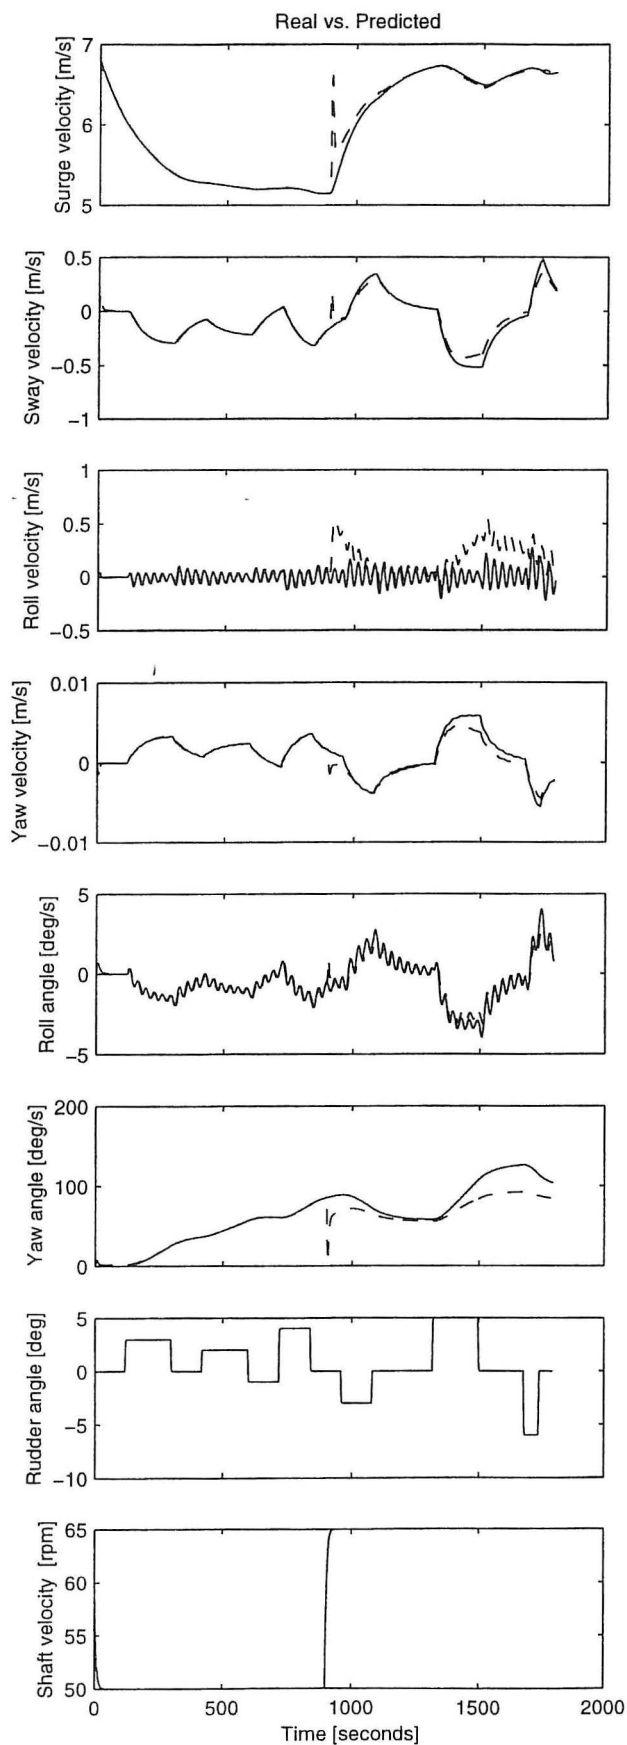 Real vs. Predicted
7
6
5
Surge velocity [m/s]
0.5
0
−0.5
−1
Sway velocity [m/s]
1
0.5
0
−0.5
Roll velocity [m/s]
0.01
0
−0.01
Yaw velocity [m/s]
5
0
−5
Roll angle [deg/s]
200
100
0
Yaw angle [deg/s]
5
0
−5
−10
Rudder angle [deg]
65
60
55
50
Shaft velocity [rpm]
0 500 1000 1500 2000
Time [seconds]